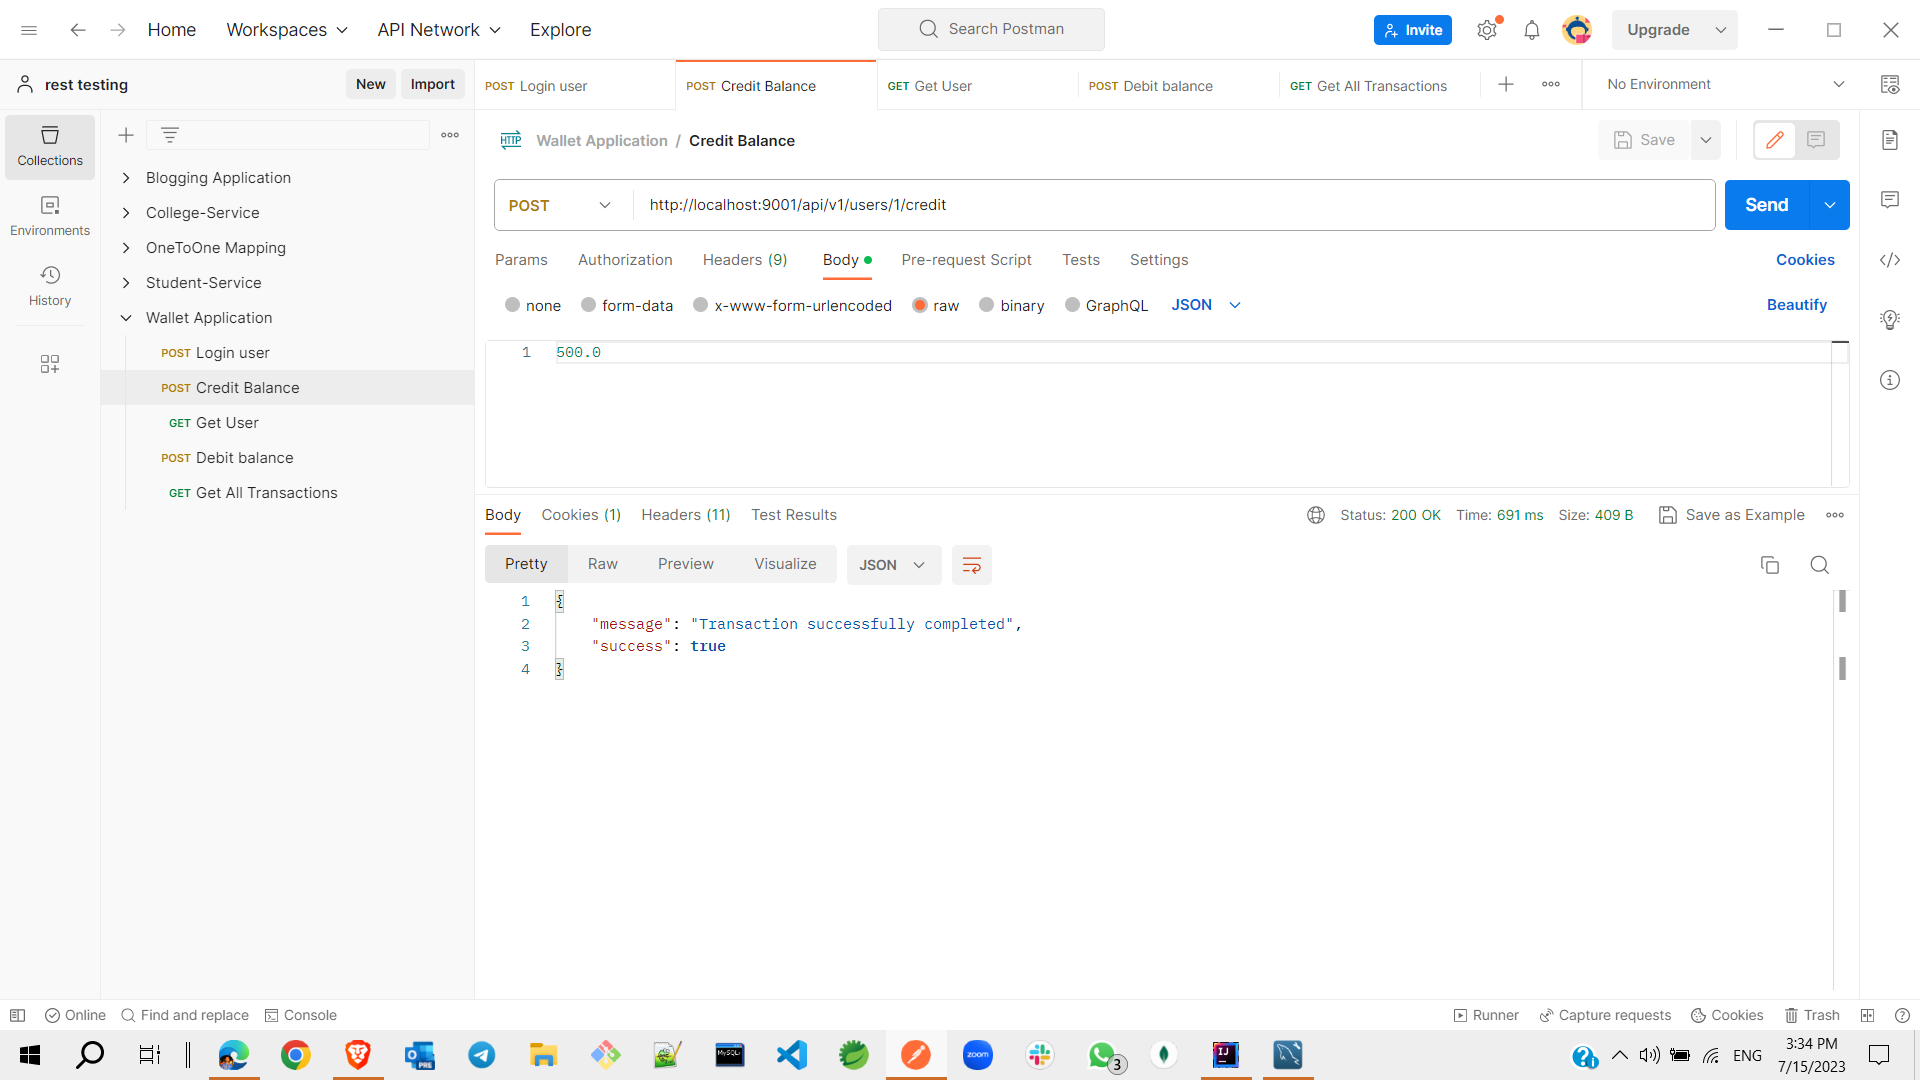 Home Workspaces API Network Explore Search Postman Invite Upgrade
rest testing New Import POST Login user POST Credit Balance GET Get User POST Debit balance GET Get All Transactions No Environment
Collections
Environments
History
Blogging Application
College-Service
OneToOne Mapping
Student-Service
Wallet Application
POST Login user
POST Credit Balance
GET Get User
POST Debit balance
GET Get All Transactions
HTTP Wallet Application / Credit Balance Save
POST http://localhost:9001/api/v1/users/1/credit Send
Params Authorization Headers (9) Body Pre-request Script Tests Settings Cookies
none form-data x-www-form-urlencoded raw binary GraphQL JSON Beautify
1 500.0
Body Cookies (1) Headers (11) Test Results Status: 200 OK Time: 691 ms Size: 409 B Save as Example
Pretty Raw Preview Visualize JSON
1 {
2 "message": "Transaction successfully completed",
3 "success": true
4 }
Online Find and replace Console Runner Capture requests Cookies Trash
PRE MySQL zoom 3 IJ ENG 3:34 PM
7/15/2023